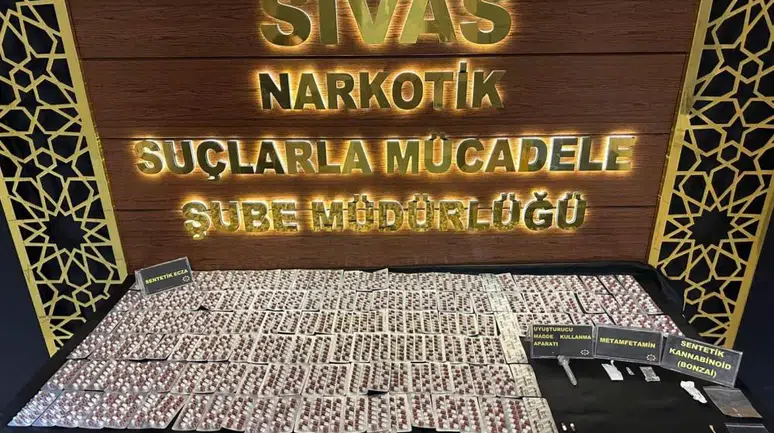 SİVAS
NARKOTİK
SUÇLARLA MÜCADELE
ŞUBE MÜDÜRLÜĞÜ
SENTETİK ECZA
UYUŞTURUCU
MADDE KULLANMA
APARATI
METAMFETAMİN
SENTETİK
KANNABİNOİD
(BONZAİ)